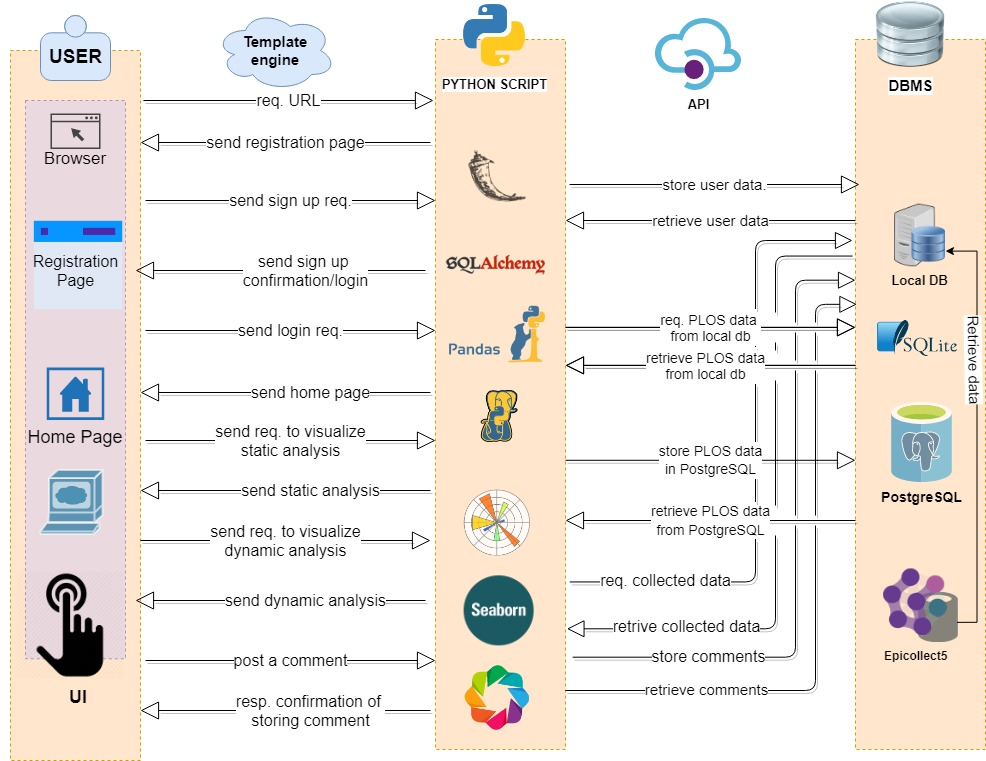 USER
Template
engine
PYTHON SCRIPT
API
DBMS
req. URL
Browser
send registration page
store user data.
send sign up req.
retrieve user data
Registration
Page
send sign up
confirmation/login
SQLAlchemy
Local DB
send login req.
req. PLOS data
from local db
Pandas
SQLite
Retrieve data
retrieve PLOS data
from local db
send home page
Home Page
send req. to visualize
static analysis
store PLOS data
in PostgreSQL
send static analysis
PostgreSQL
retrieve PLOS data
from PostgreSQL
send req. to visualize
dynamic analysis
req. collected data
send dynamic analysis
Seaborn
retrive collected data
post a comment
store comments
Epicollect5
UI
retrieve comments
resp. confirmation of
storing comment